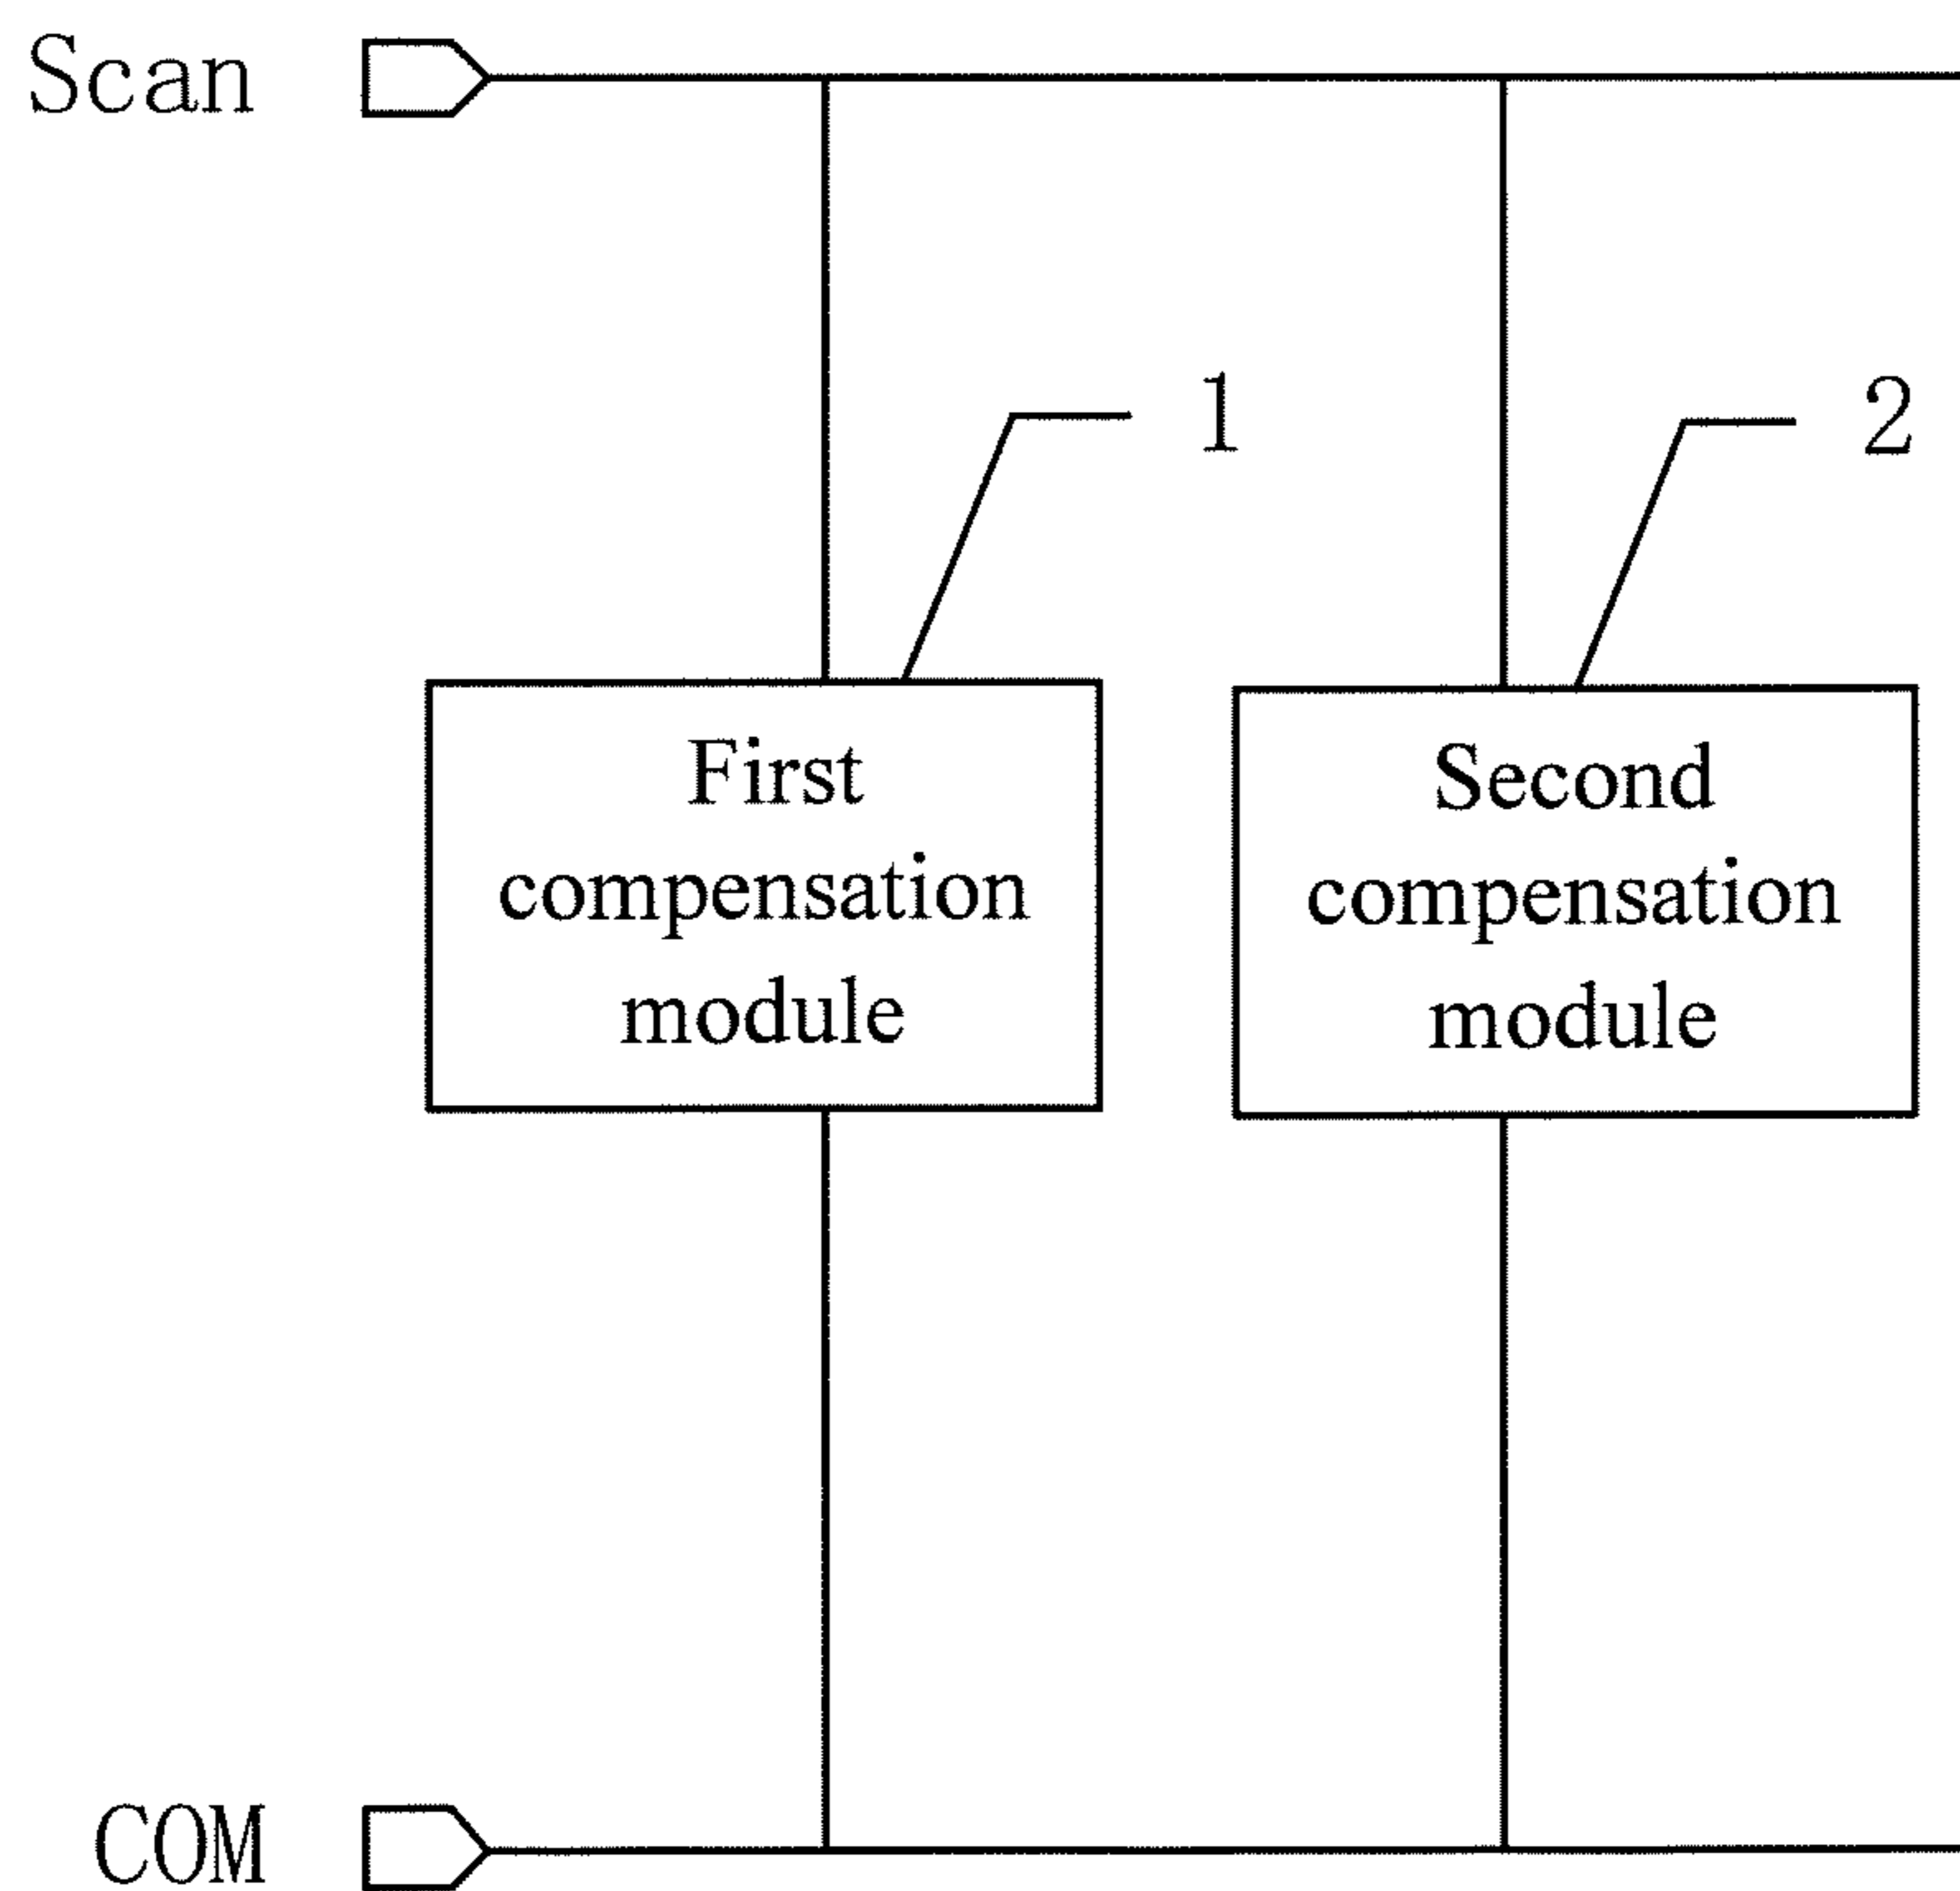 Scan
1
2
First
compensation
module
Second
compensation
module
COM